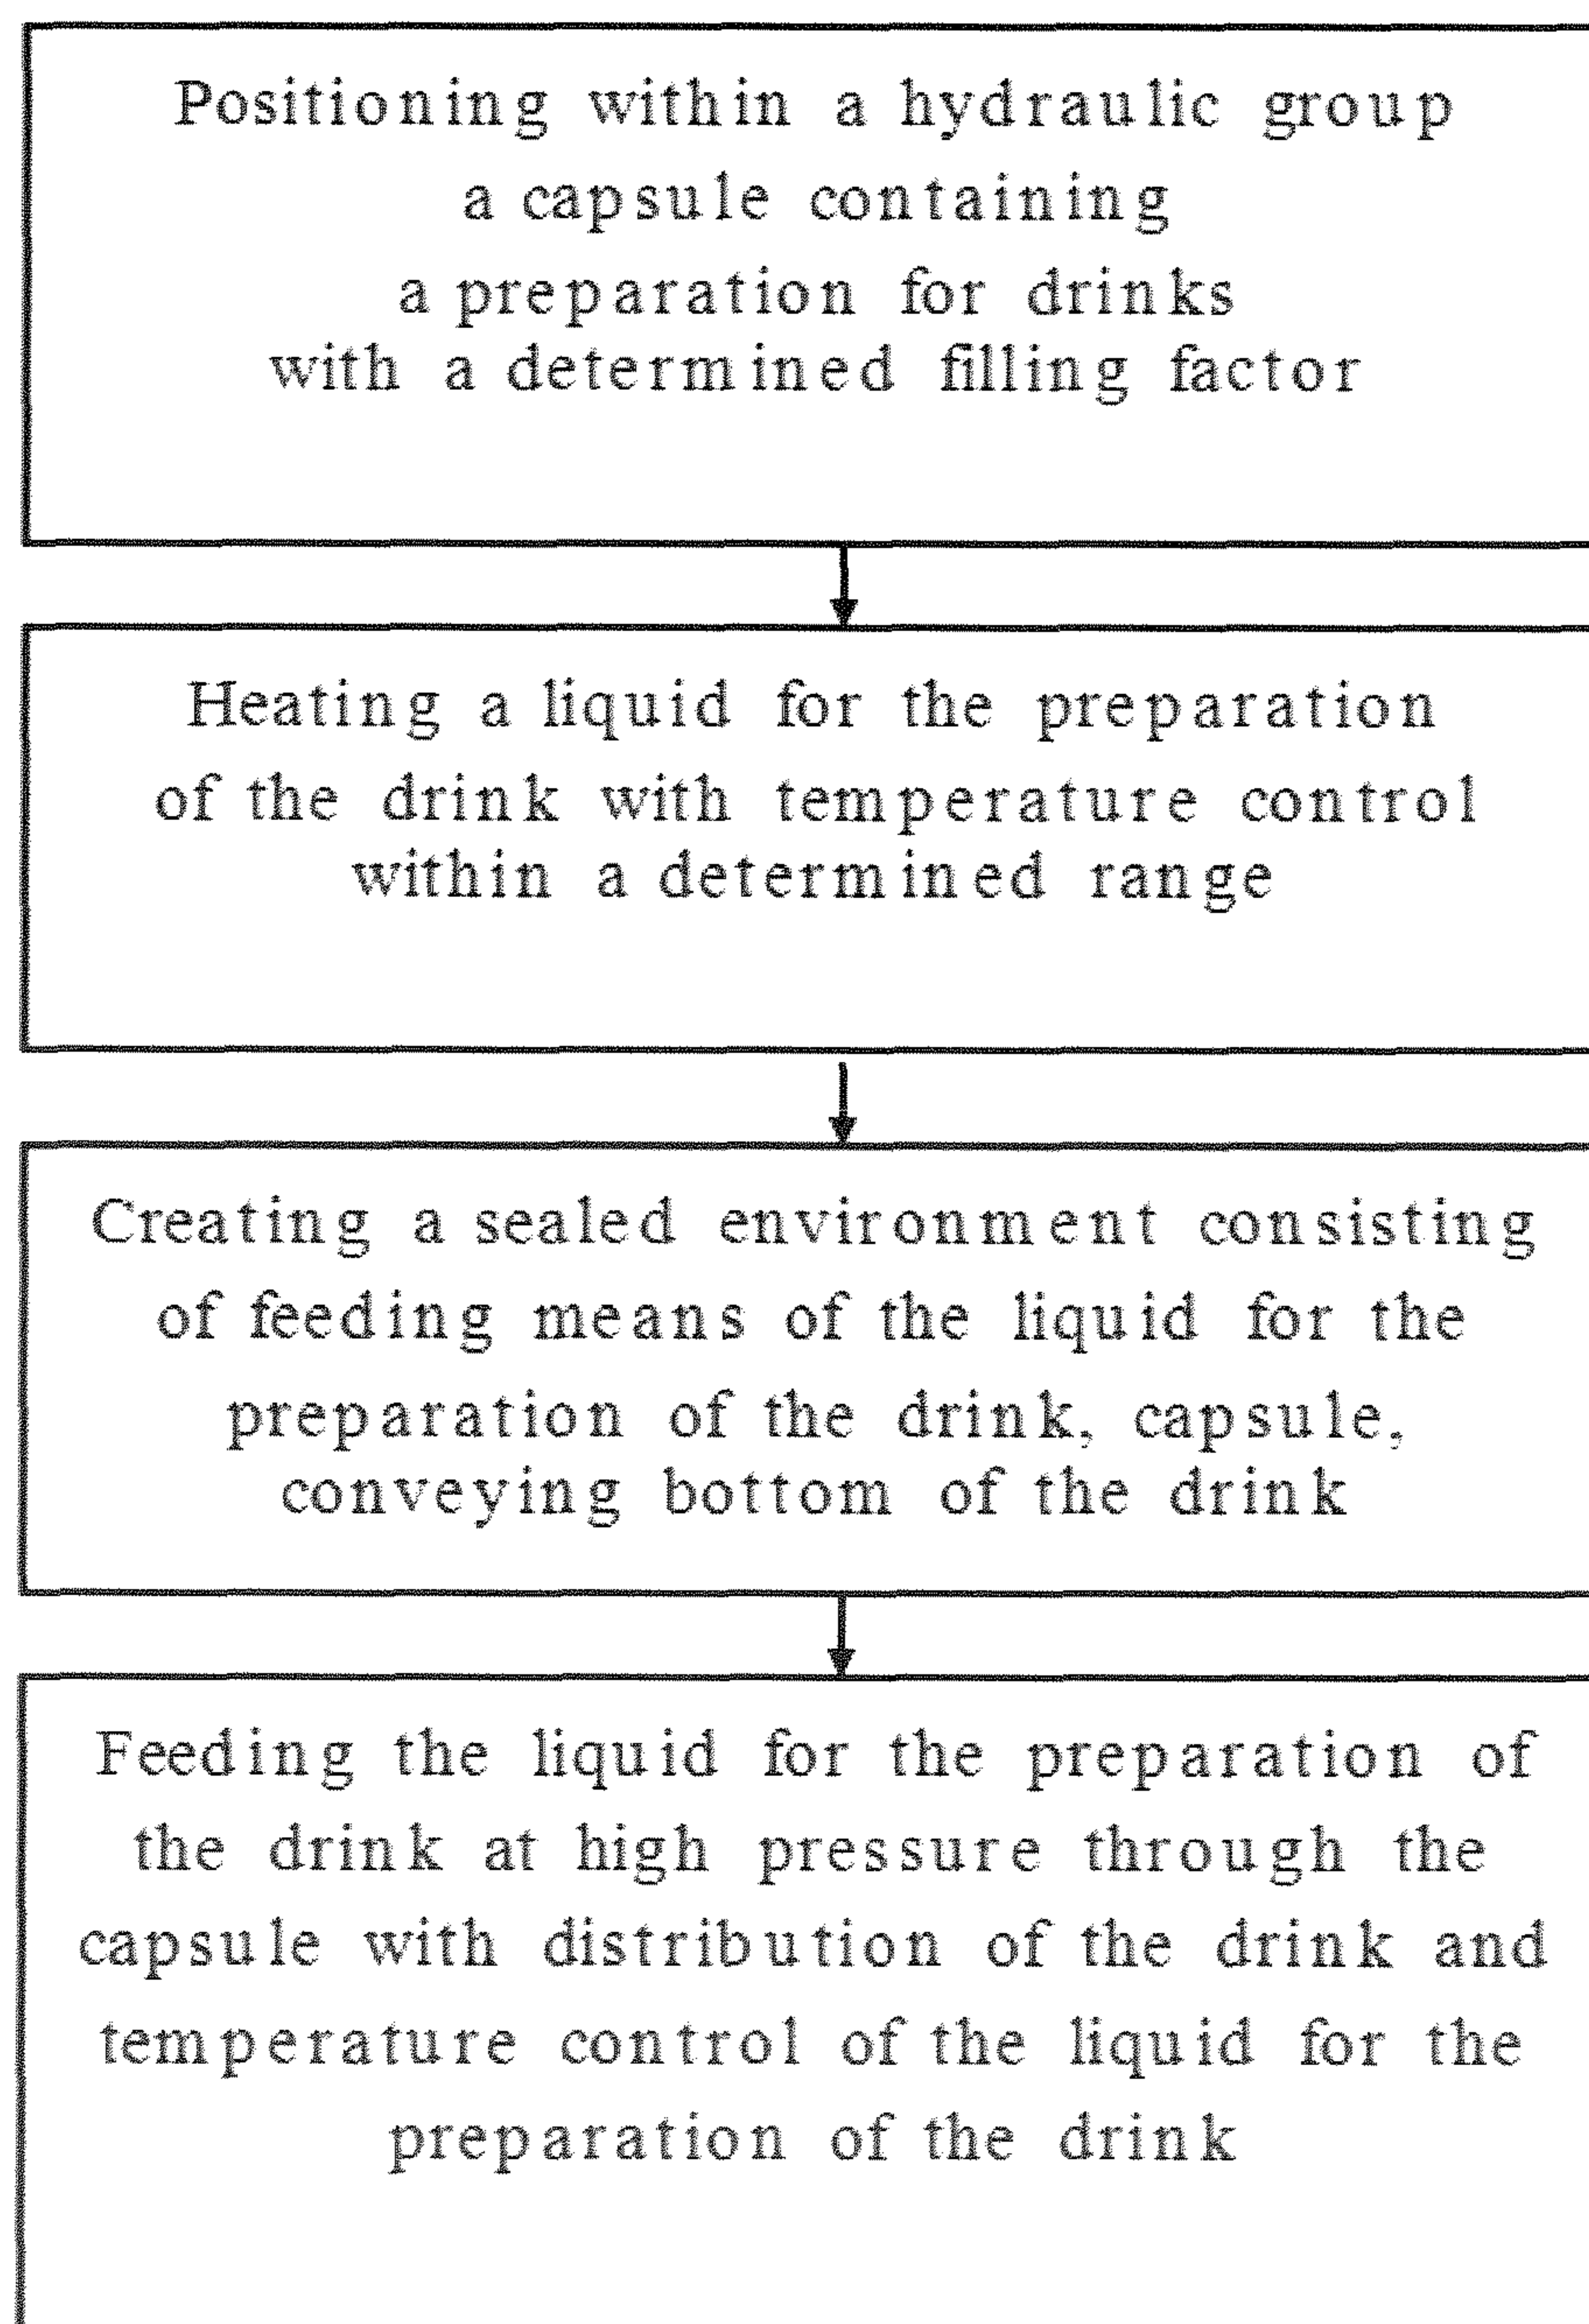 Positioning within a hydraulic group
a capsule containing
a preparation for drinks
with a determined filling factor
Heating a liquid for the preparation
of the drink with temperature control
within a determined range
Creating a sealed environment consisting
of feeding means of the liquid for the
preparation of the drink, capsule,
conveying bottom of the drink
Feeding the liquid for the preparation of
the drink at high pressure through the
capsule with distribution of the drink and
temperature control of the liquid for the
preparation of the drink